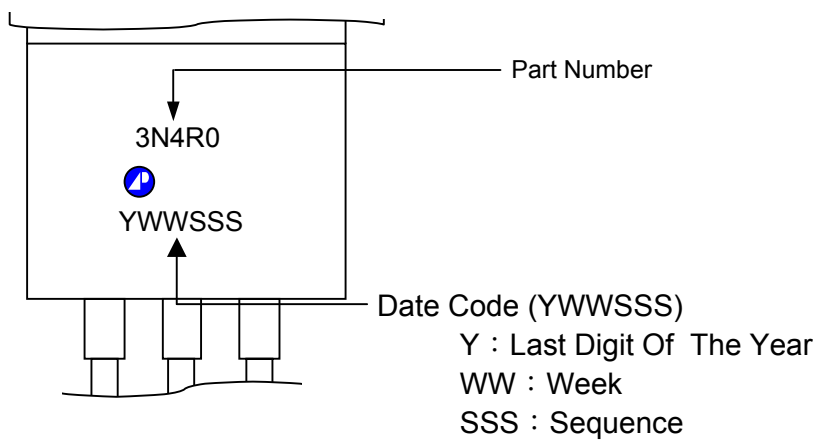 Part Number
3N4R0
YWWSSS
Date Code (YWWSSS)
Y：Last Digit Of The Year
WW：Week
SSS：Sequence